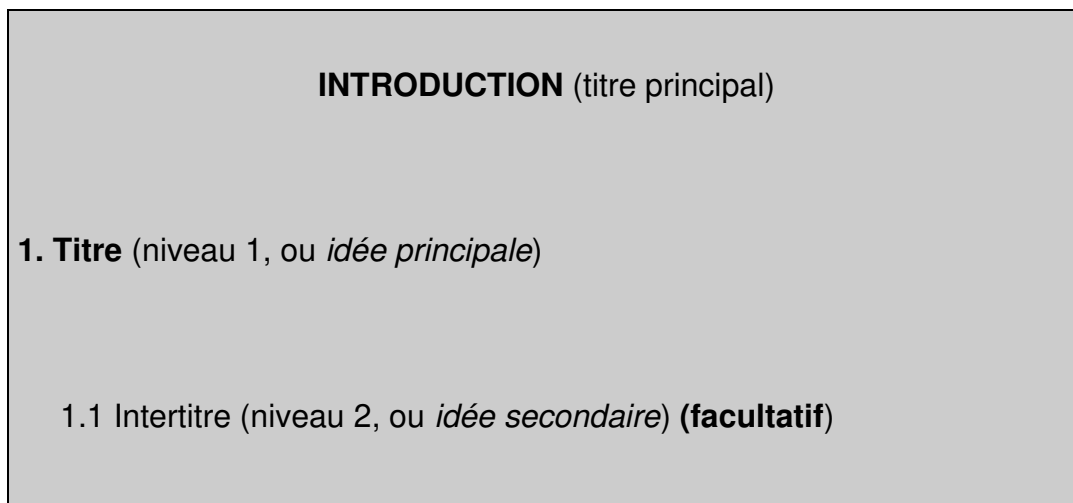 INTRODUCTION (titre principal)
1. Titre (niveau 1, ou idée principale)
1.1 Intertitre (niveau 2, ou idée secondaire) (facultatif)